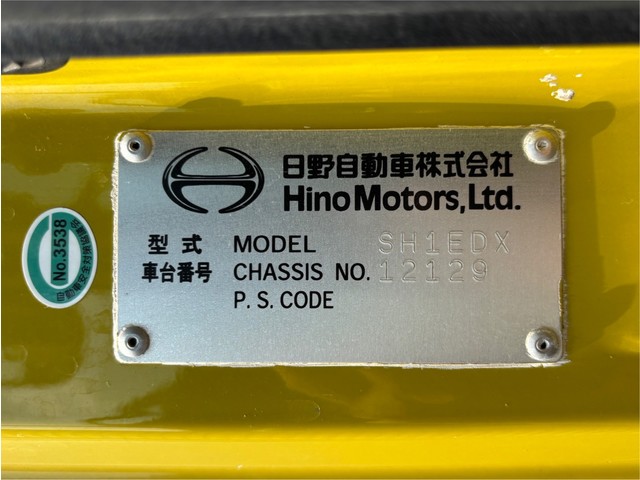 日野自動車株式会社
Hino Motors, Ltd.
型式 MODEL SH1EDX
車台番号 CHASSIS NO. 12129
P. S. CODE
No.3538